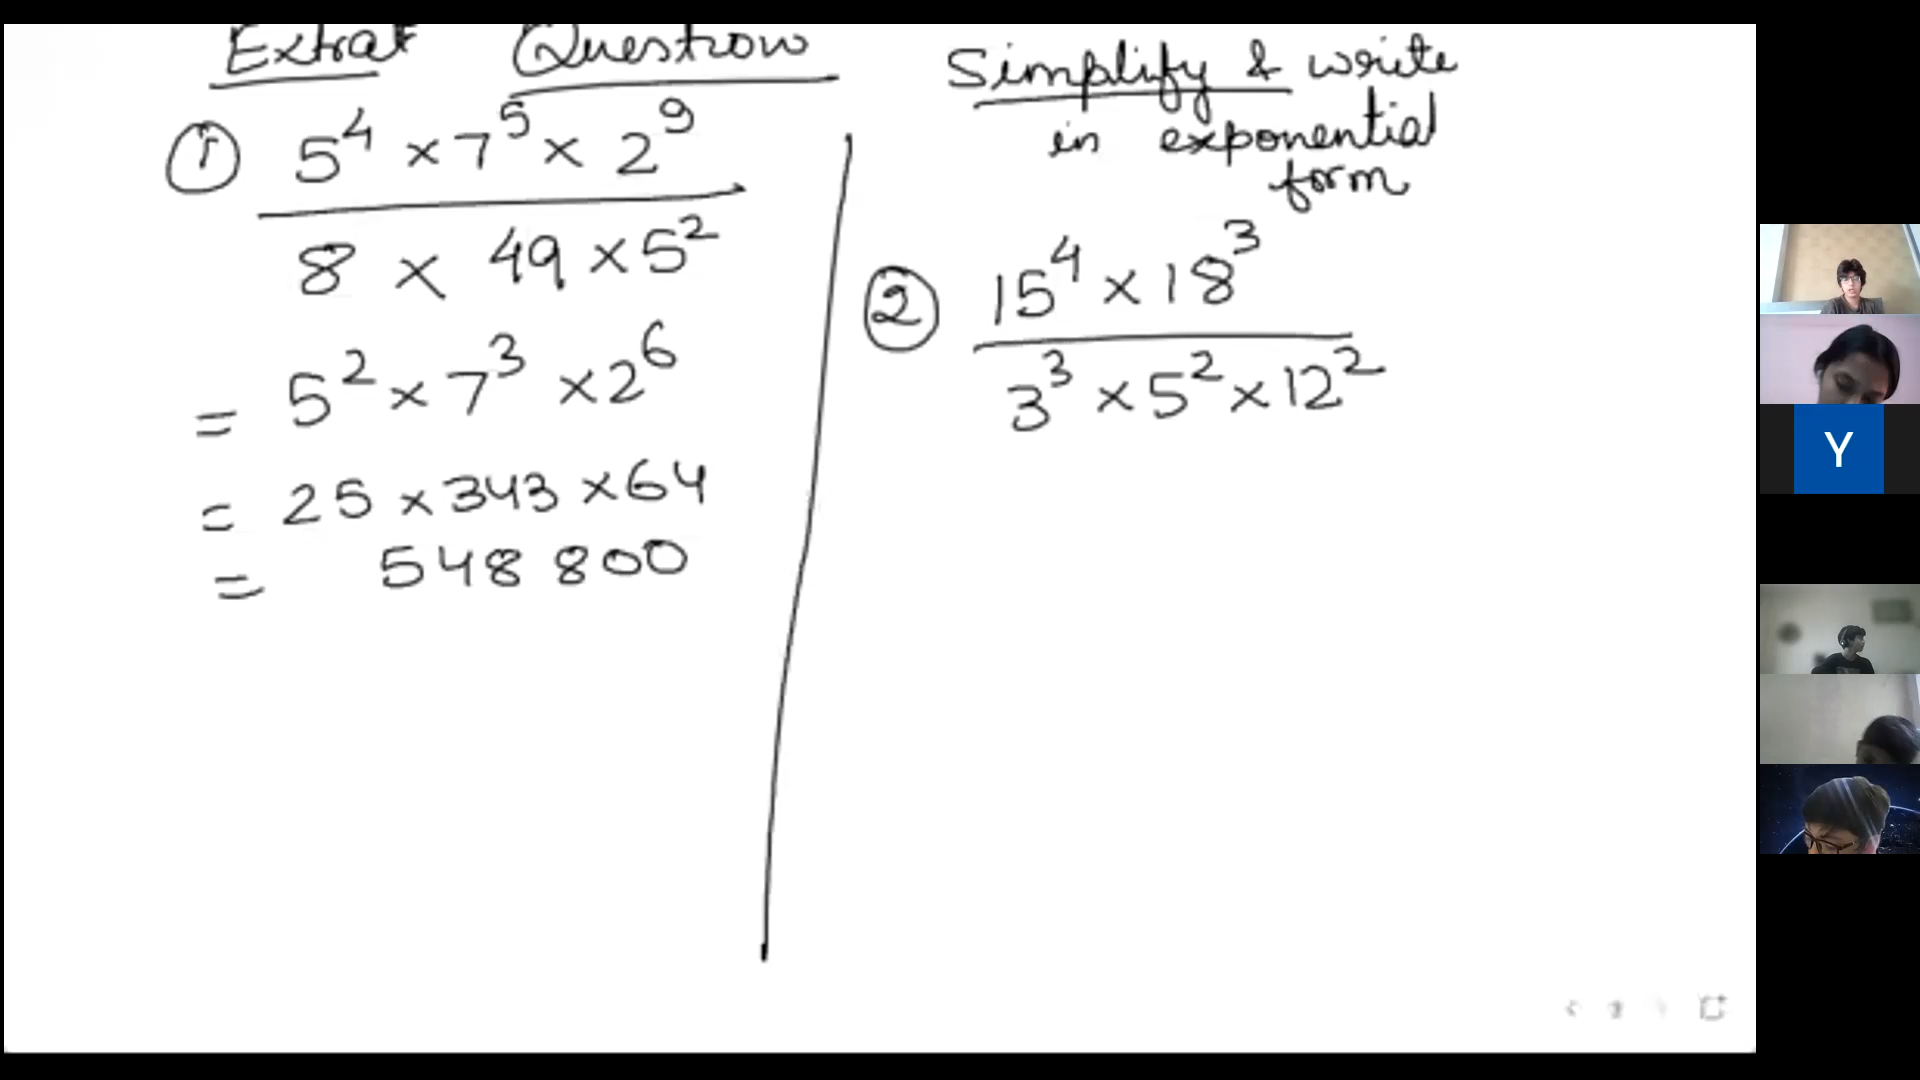 Extra Question
① 5⁴ × 7⁵ × 2⁹
8 × 49 × 5²
= 5² × 7³ × 2⁶
= 25 × 343 × 64
= 548 800
Simplify & write
in exponential
form
② 15⁴ × 18³
3³ × 5² × 12²
Y